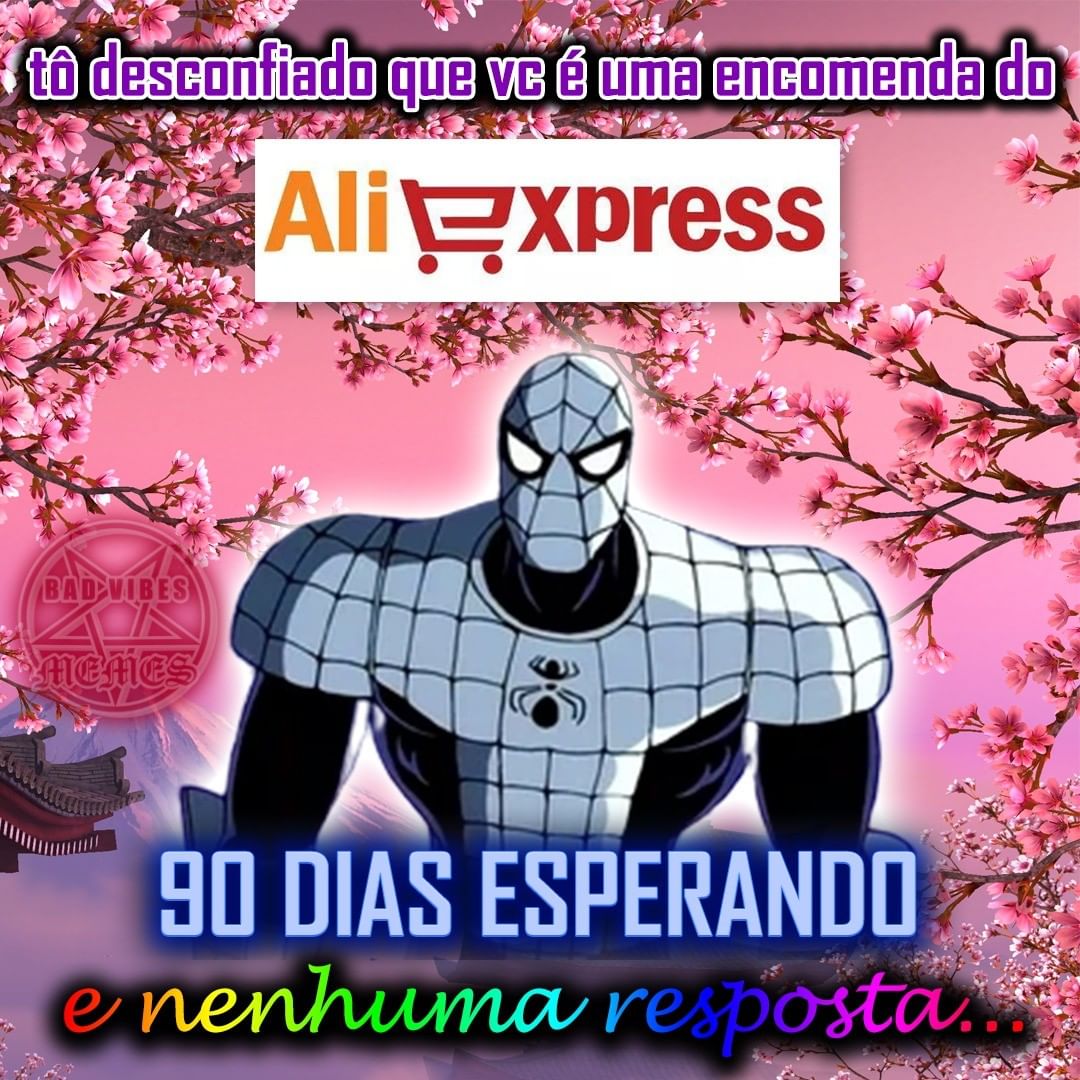 tô desconfiado que vc é uma encomenda do
AliExpress
BAD VIBES
MEMES
90 DIAS ESPERANDO
e nenhuma resposta...